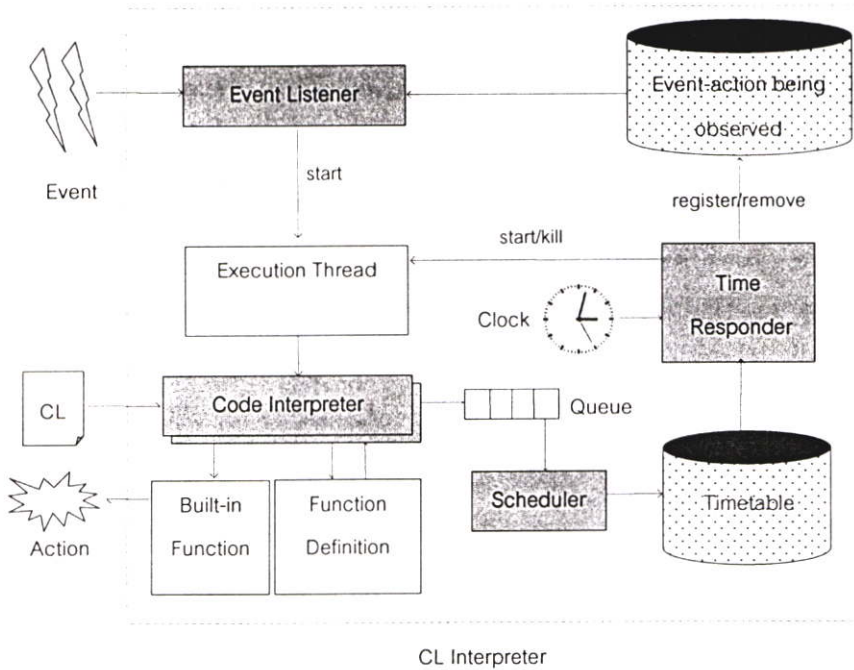 Event Listener
Event-action being
observed
Event
start
register/remove
start/kill
Execution Thread
Time
Responder
Clock
CL
Code Interpreter
Queue
Built-in
Function
Function
Definition
Scheduler
Timetable
Action
CL Interpreter